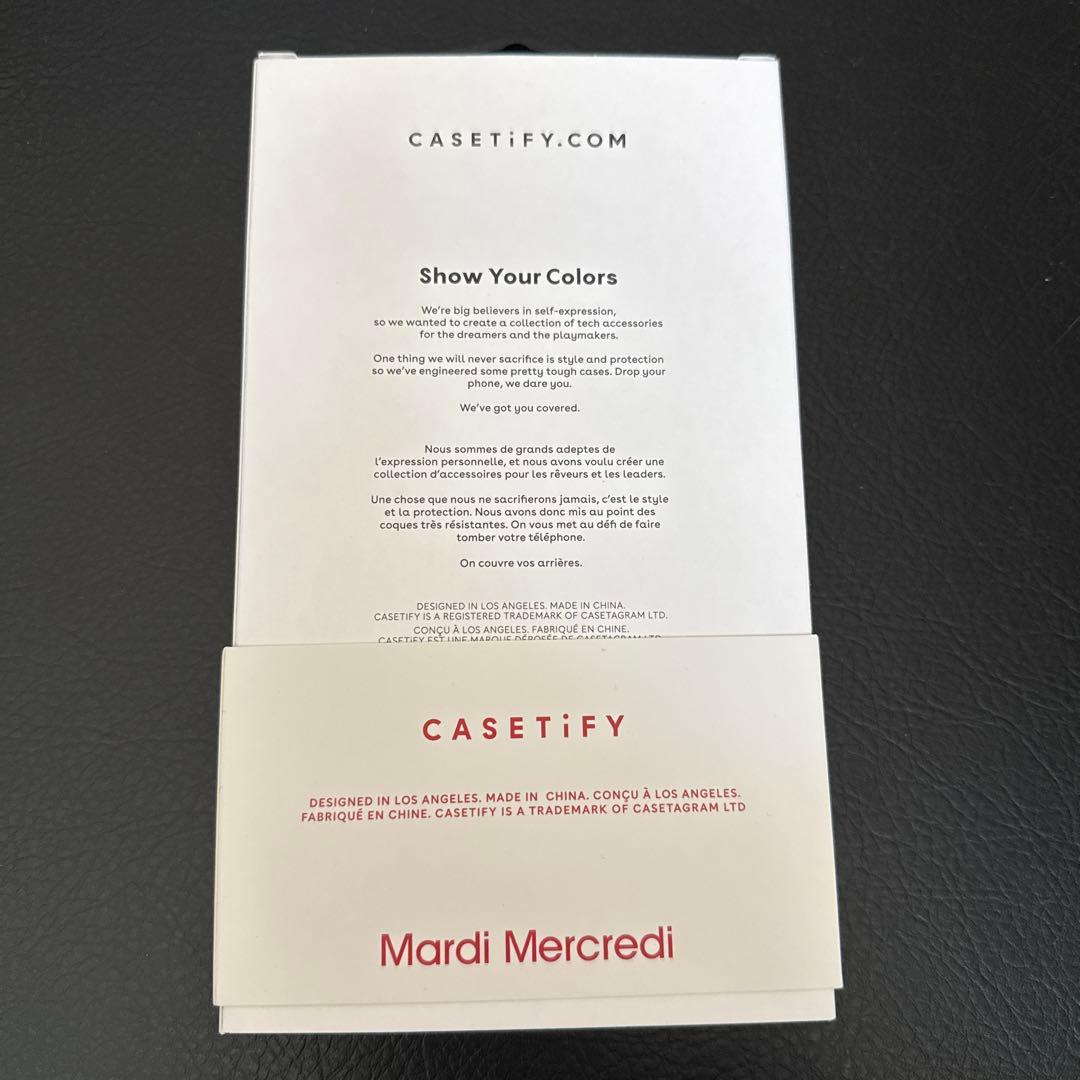 CASETiFY.COM
Show Your Colors
We're big believers in self-expression,
so we wanted to create a collection of tech accessories
for the dreamers and the playmakers.
One thing we will never sacrifice is style and protection
so we've engineered some pretty tough cases. Drop your
phone, we dare you.
We've got you covered.
Nous sommes de grands adeptes de
l'expression personnelle, et nous avons voulu créer une
collection d'accessoires pour les rêveurs et les leaders.
Une chose que nous ne sacrifierons jamais, c'est le style
et la protection. Nous avons donc mis au point des
coques très résistantes. On vous met au défi de faire
tomber votre téléphone.
On couvre vos arrières.
DESIGNED IN LOS ANGELES. MADE IN CHINA.
CASETIFY IS A REGISTERED TRADEMARK OF CASETAGRAM LTD.
CONÇU À LOS ANGELES. FABRIQUÉ EN CHINE.
CASETiFY EST UNE MARQUE DÉPOSÉE DE CASETAGRAM LTD
CASETiFY
DESIGNED IN LOS ANGELES. MADE IN CHINA. CONÇU À LOS ANGELES.
FABRIQUÉ EN CHINE. CASETIFY IS A TRADEMARK OF CASETAGRAM LTD
Mardi Mercredi